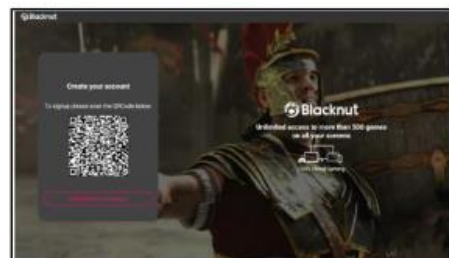 Blacknut
Create your account
To signup please scan the QRCode below
Blacknut
Unlimited access to more than 500 games
on all your screens